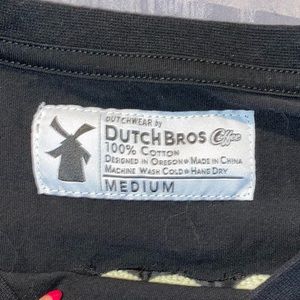 DUTCHWEAR by
DUTCH BROS Coffee
100% COTTON
DESIGNED IN OREGON • MADE IN CHINA
MACHINE WASH COLD • HANG DRY
MEDIUM